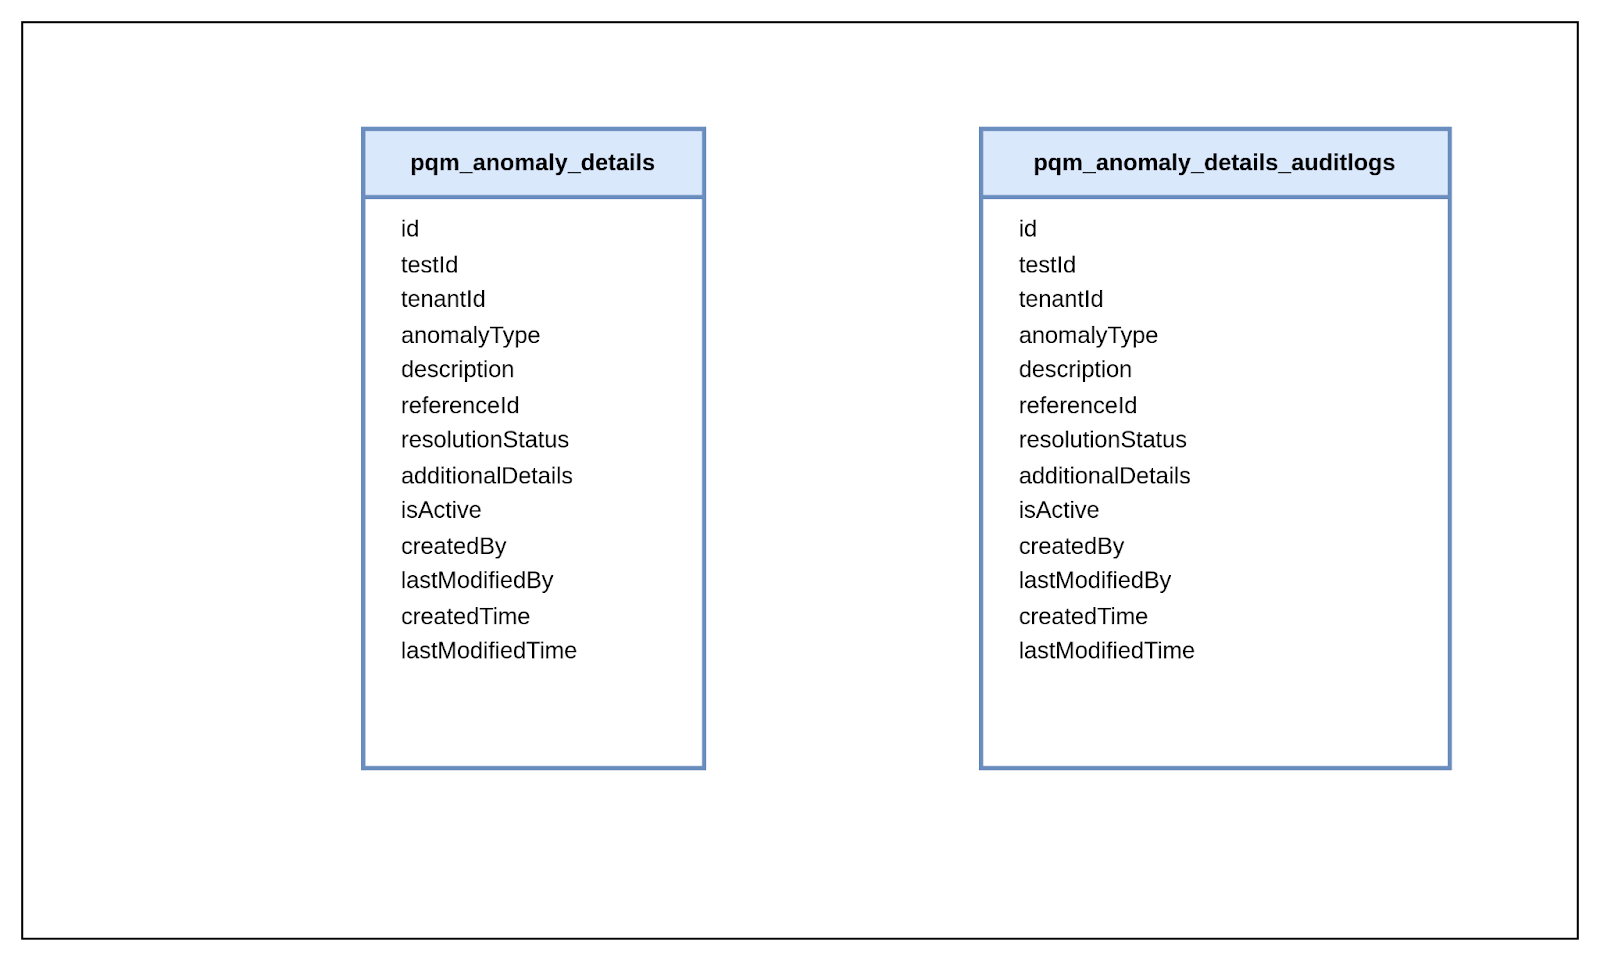 pqm_anomaly_details
id
testId
tenantId
anomalyType
description
referenceId
resolutionStatus
additionalDetails
isActive
createdBy
lastModifiedBy
createdTime
lastModifiedTime
pqm_anomaly_details_auditlogs
id
testId
tenantId
anomalyType
description
referenceId
resolutionStatus
additionalDetails
isActive
createdBy
lastModifiedBy
createdTime
lastModifiedTime